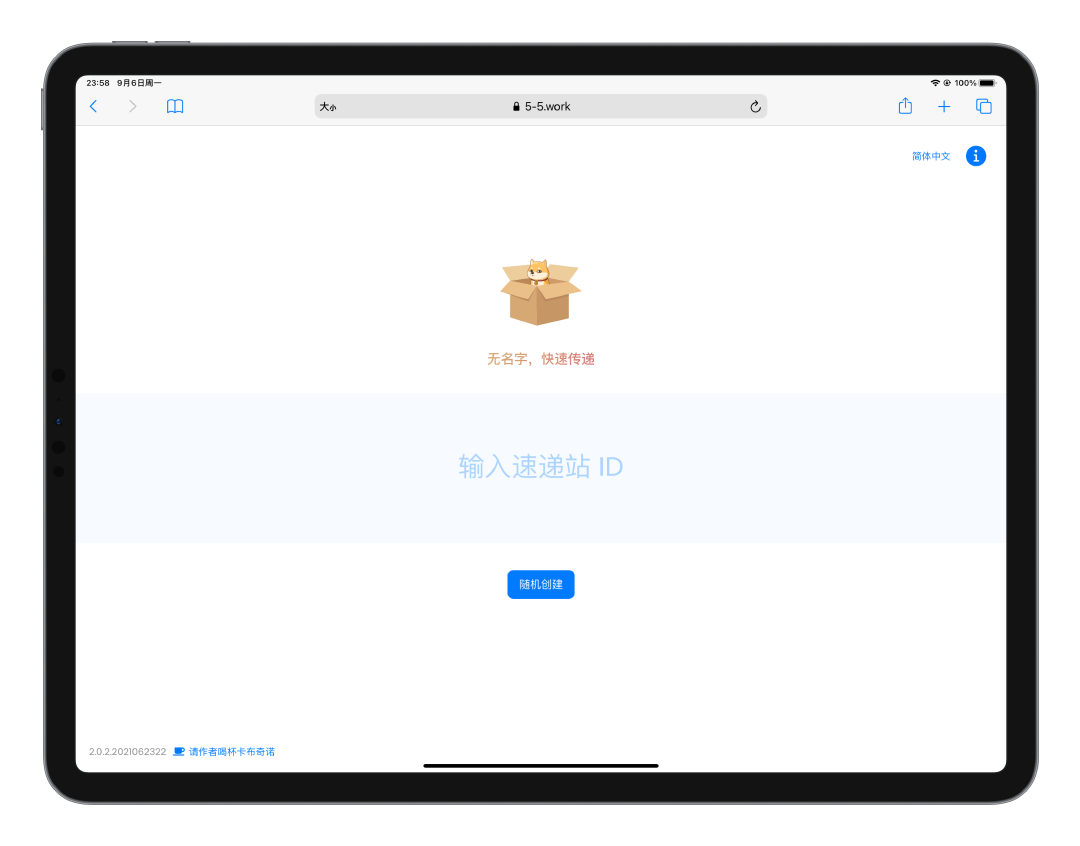 23:58 9月6日周一
100%
大小
5-5.work
简体中文
无名字，快速传递
输入速递站 ID
随机创建
2.0.2.2021062322
请作者喝杯卡布奇诺